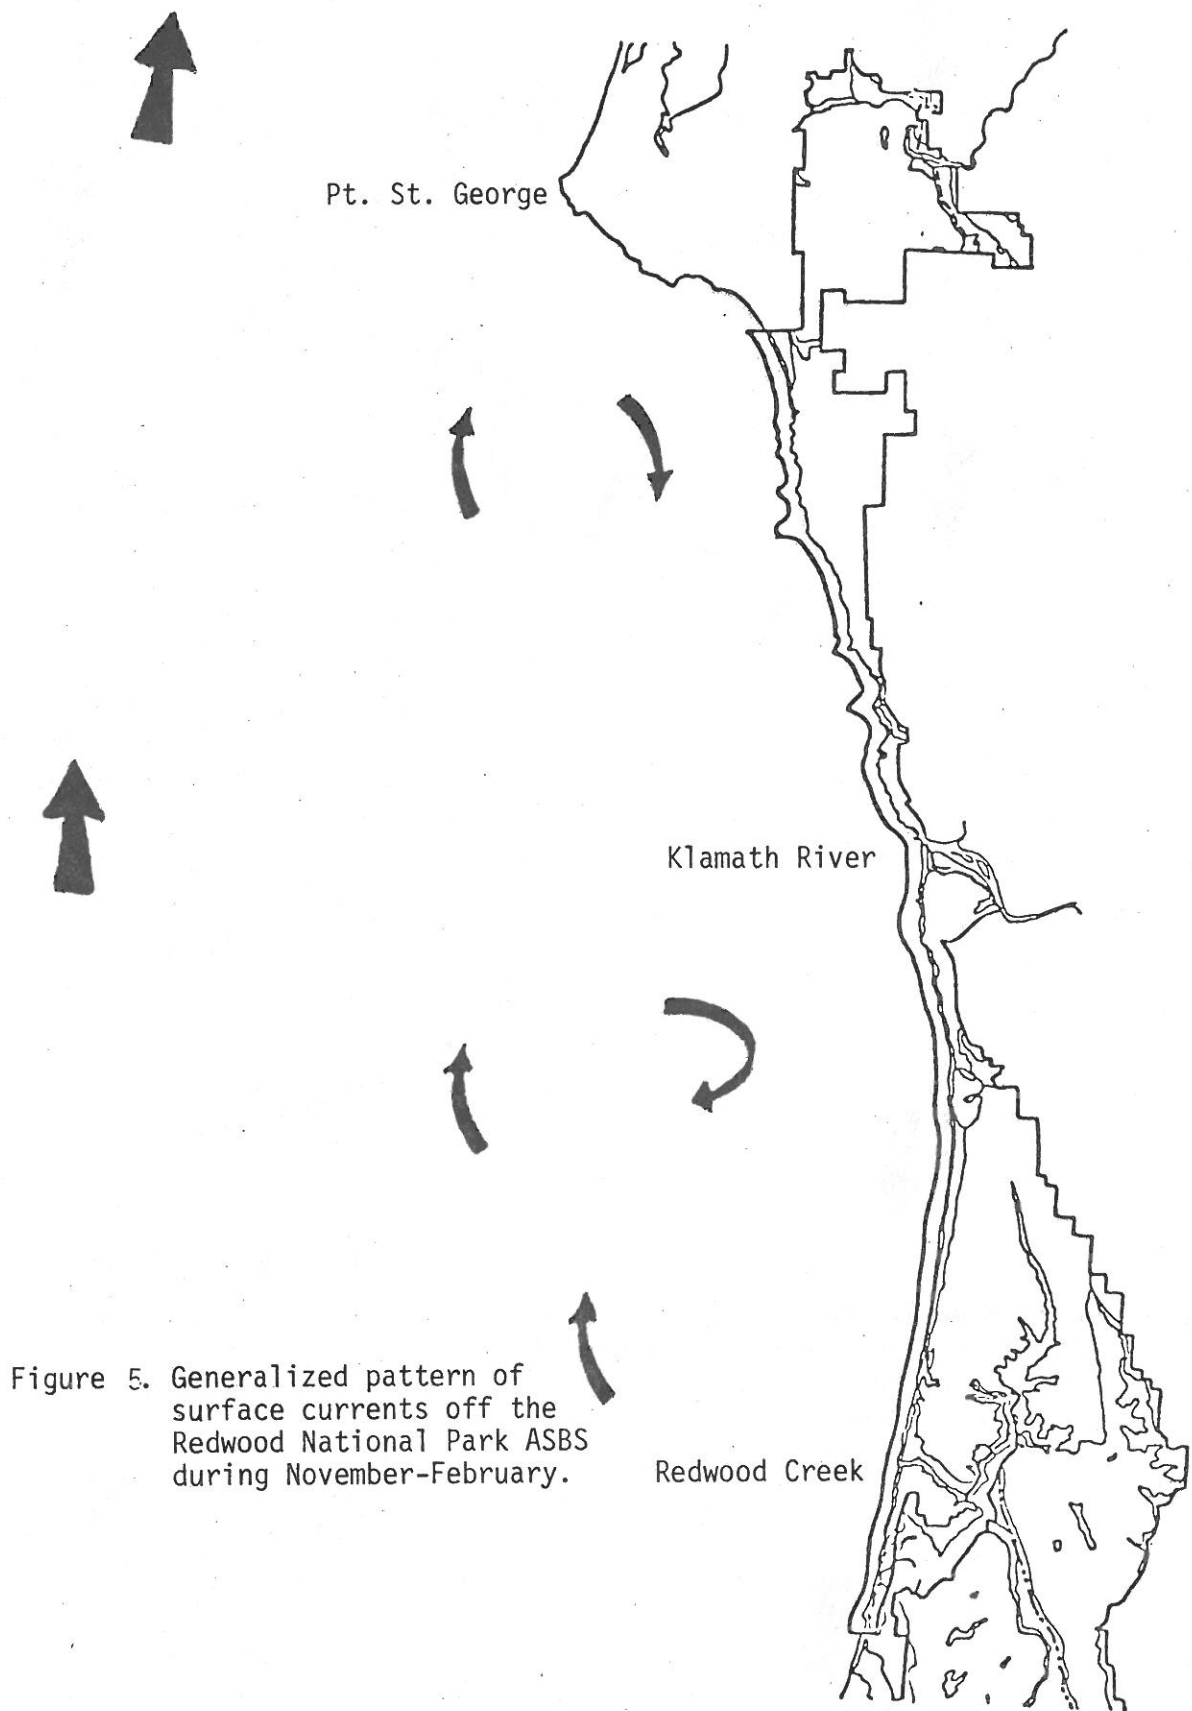 Pt. St. George
Klamath River
Figure 5. Generalized pattern of
surface currents off the
Redwood National Park ASBS
during November-February.
Redwood Creek